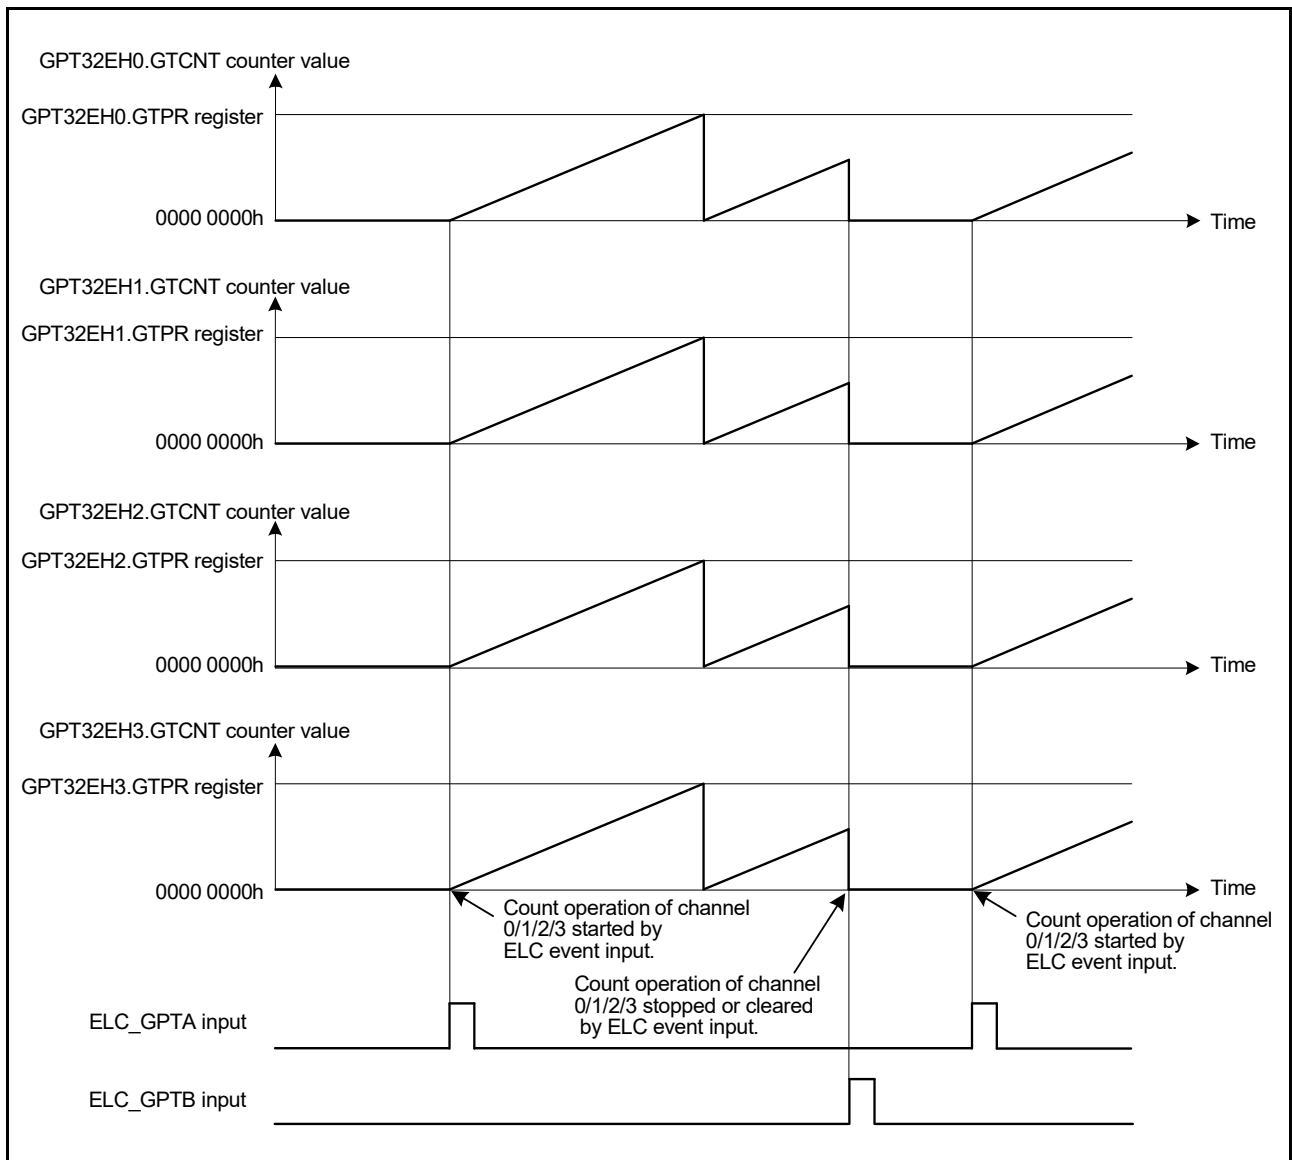 GPT32EH0.GTCNT counter value
GPT32EH0.GTPR register
0000 0000h
Time
GPT32EH1.GTCNT counter value
GPT32EH1.GTPR register
0000 0000h
Time
GPT32EH2.GTCNT counter value
GPT32EH2.GTPR register
0000 0000h
Time
GPT32EH3.GTCNT counter value
GPT32EH3.GTPR register
0000 0000h
Time
Count operation of channel
0/1/2/3 started by
ELC event input.
Count operation of channel
0/1/2/3 stopped or cleared
by ELC event input.
Count operation of channel
0/1/2/3 started by
ELC event input.
ELC_GPTA input
ELC_GPTB input